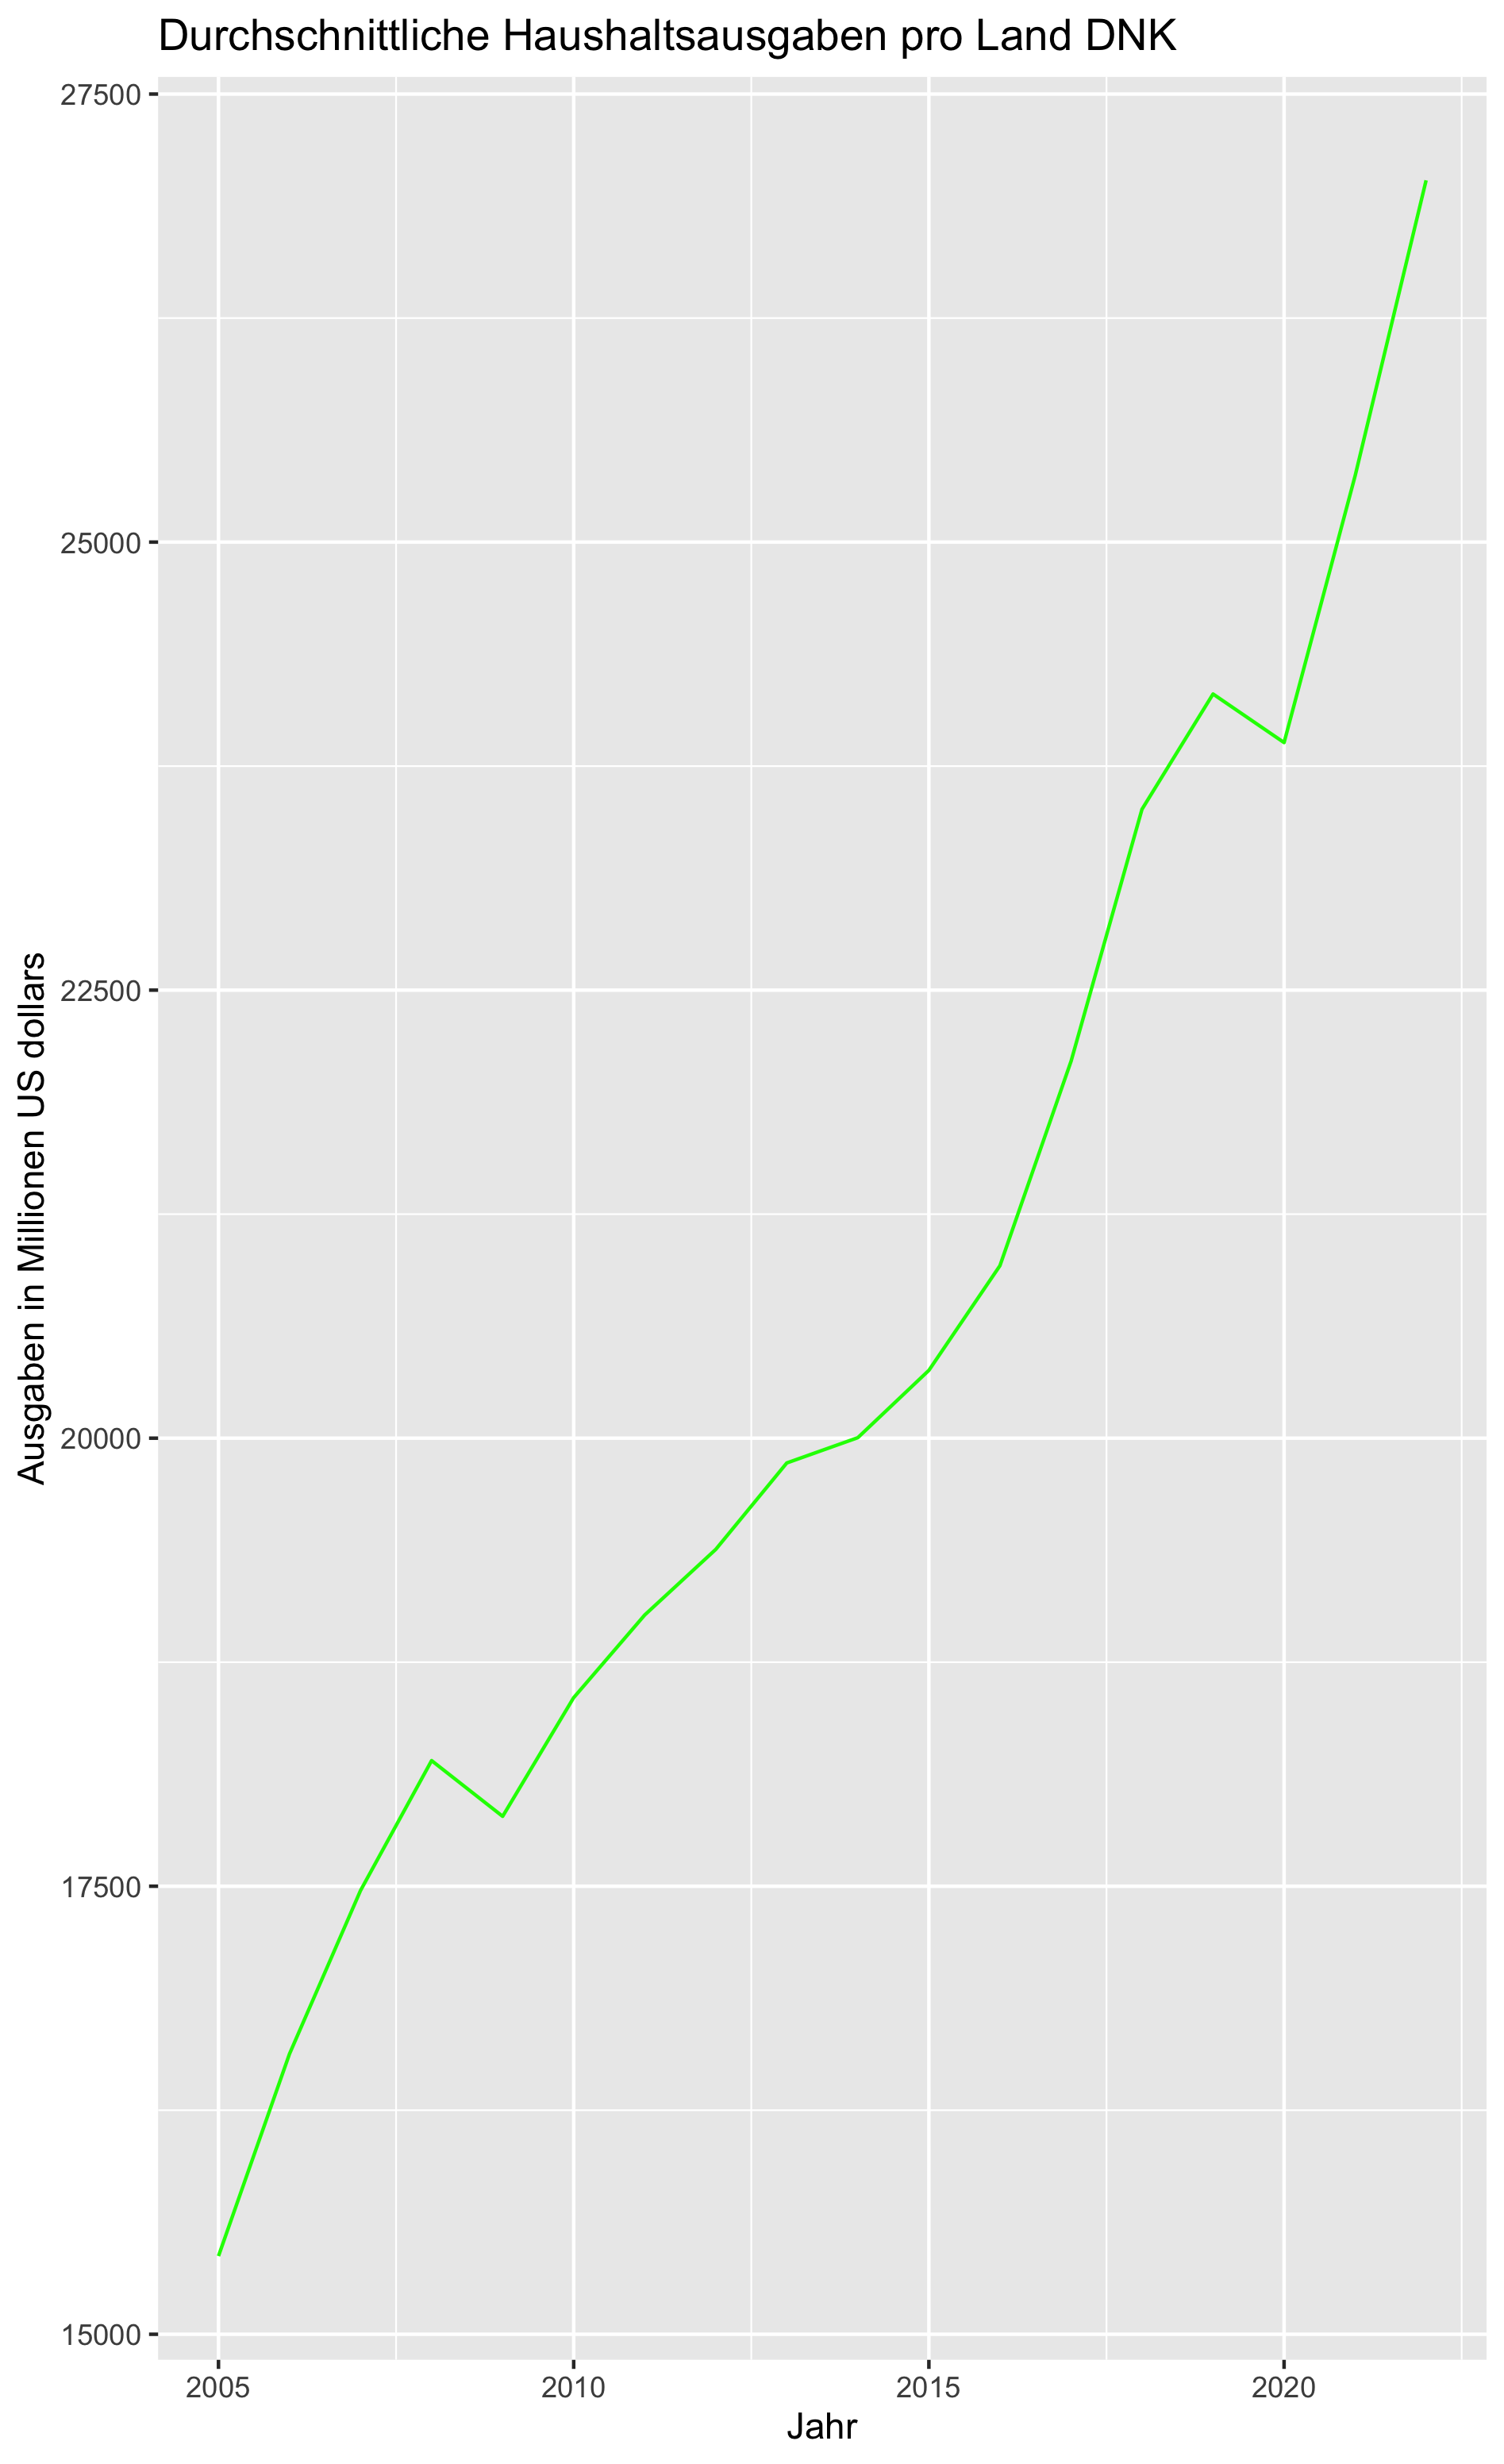 Durchschnittliche Haushaltsausgaben pro Land DNK
27500
25000
22500
20000
17500
15000
Ausgaben in Millionen US dollars
2005 2010 2015 2020
Jahr